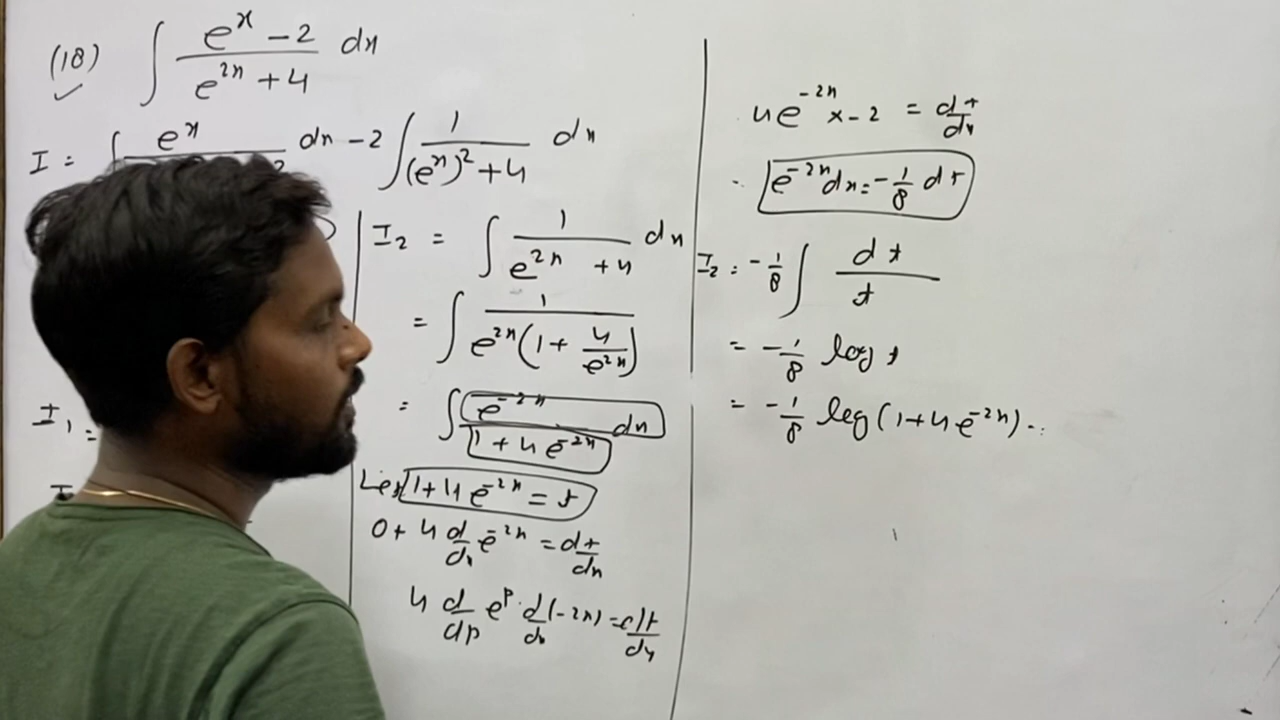 (18) ∫ (e^x - 2)/(e^2x + 4) dx
I = ∫ e^x dx - 2 ∫ 1/((e^x)^2 + 4) dx
I2 = ∫ 1/(e^2x + 4) dx
= ∫ 1/(e^2x (1 + 4/e^2x))
= ∫ e^-2x/(1 + 4e^-2x) dx
Let 1 + 4e^-2x = t
0 + 4 d/dx e^-2x = dt/dx
4 d/dp e^p . d/dx (-2x) = dt/dx
I1 =
4e^-2x x -2 = dt/dx
e^-2x dx = -1/8 dt
I2 = -1/8 ∫ dt/t
= -1/8 log t
= -1/8 log (1 + 4e^-2x) ..